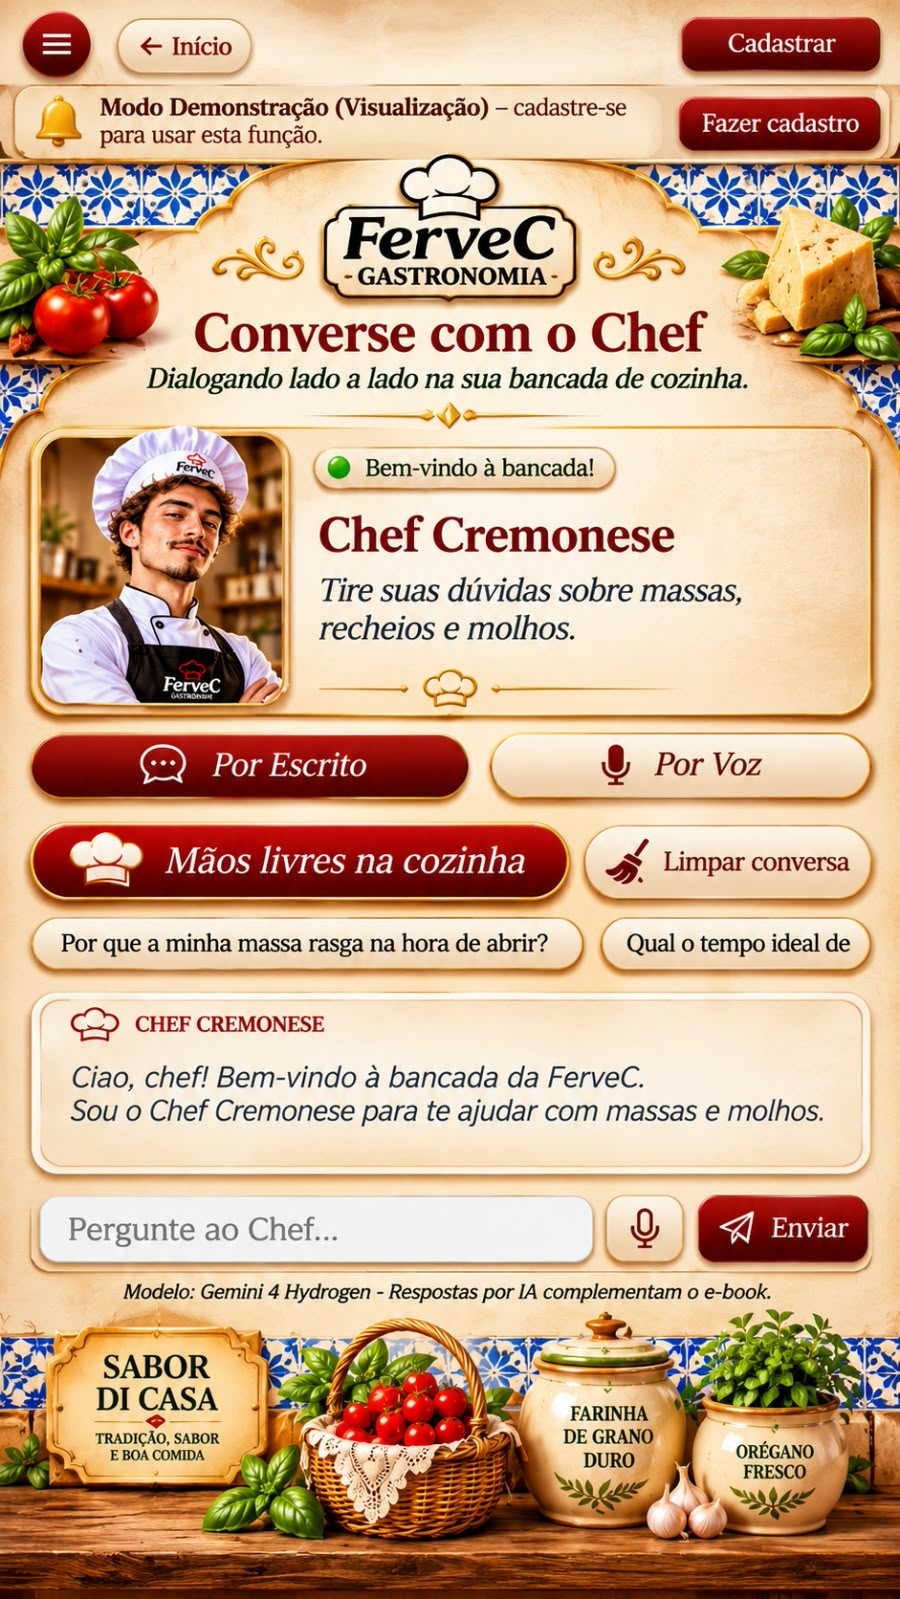 ← Início
Cadastrar
Modo Demonstração (Visualização) – cadastre-se
para usar esta função.
Fazer cadastro
FerveC
- GASTRONOMIA -
Converse com o Chef
Dialogando lado a lado na sua bancada de cozinha.
FerveC
Bem-vindo à bancada!
Chef Cremonese
Tire suas dúvidas sobre massas,
recheios e molhos.
FerveC
GASTRONOMIA
Por Escrito
Por Voz
Mãos livres na cozinha
Limpar conversa
Por que a minha massa rasga na hora de abrir?
Qual o tempo ideal de
CHEF CREMONESE
Ciao, chef! Bem-vindo à bancada da FerveC.
Sou o Chef Cremonese para te ajudar com massas e molhos.
Pergunte ao Chef...
Enviar
Modelo: Gemini 4 Hydrogen - Respostas por IA complementam o e-book.
SABOR
DI CASA
TRADIÇÃO, SABOR
E BOA COMIDA
FARINHA
DE GRANO
DURO
ORÉGANO
FRESCO